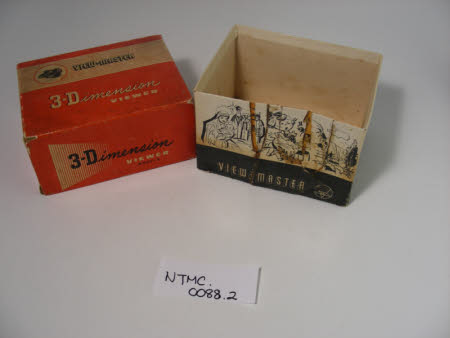 VIEW-MASTER
3-Dimension
VIEWER
3-Dimension
VIEWER
VIEW MASTER
NTMC.
0088.2